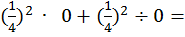 (1/4)² · 0 + (1/4)² ÷ 0 =